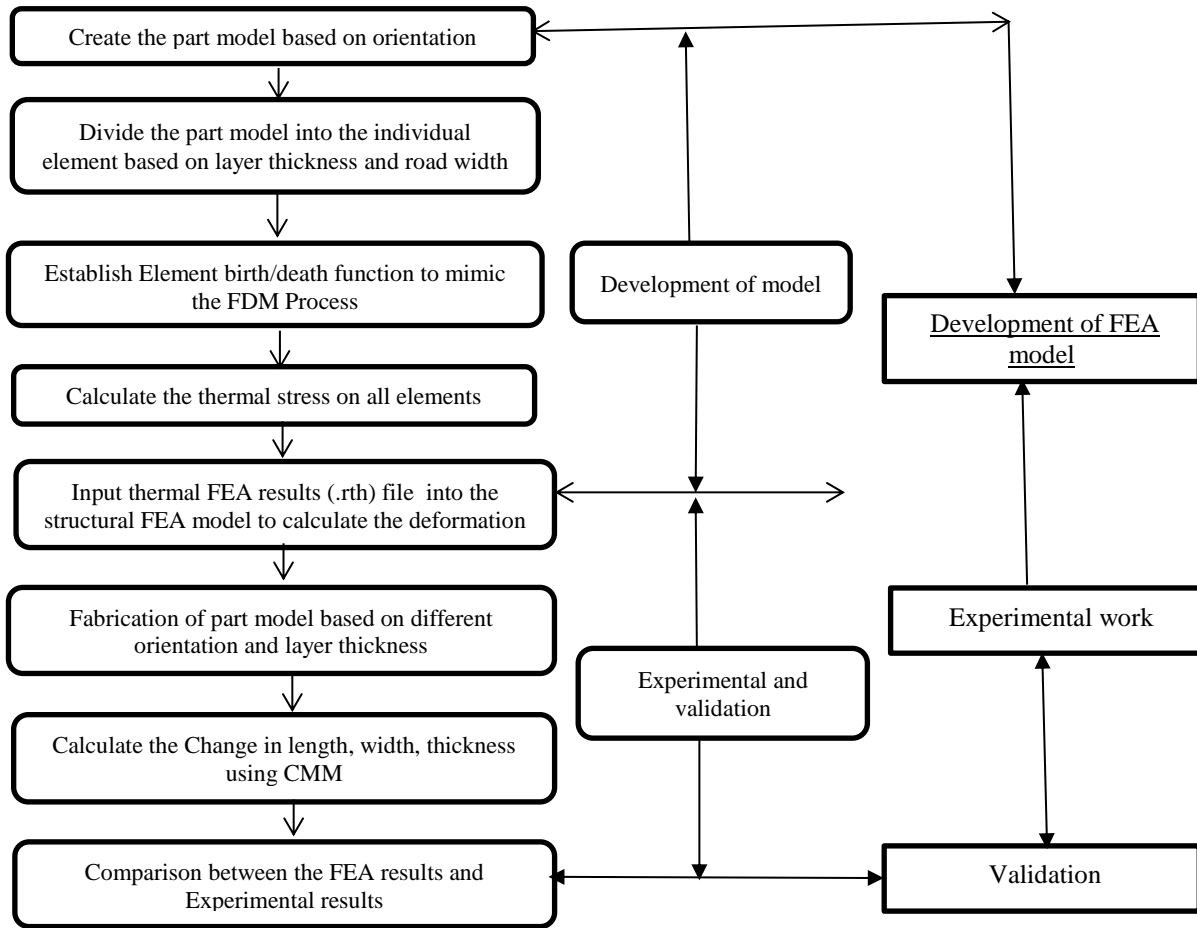 Create the part model based on orientation
Divide the part model into the individual
element based on layer thickness and road width
Establish Element birth/death function to mimic
the FDM Process
Calculate the thermal stress on all elements
Input thermal FEA results (.rth) file into the
structural FEA model to calculate the deformation
Fabrication of part model based on different
orientation and layer thickness
Calculate the Change in length, width, thickness
using CMM
Comparison between the FEA results and
Experimental results
Development of model
Experimental and
validation
Development of FEA
model
Experimental work
Validation